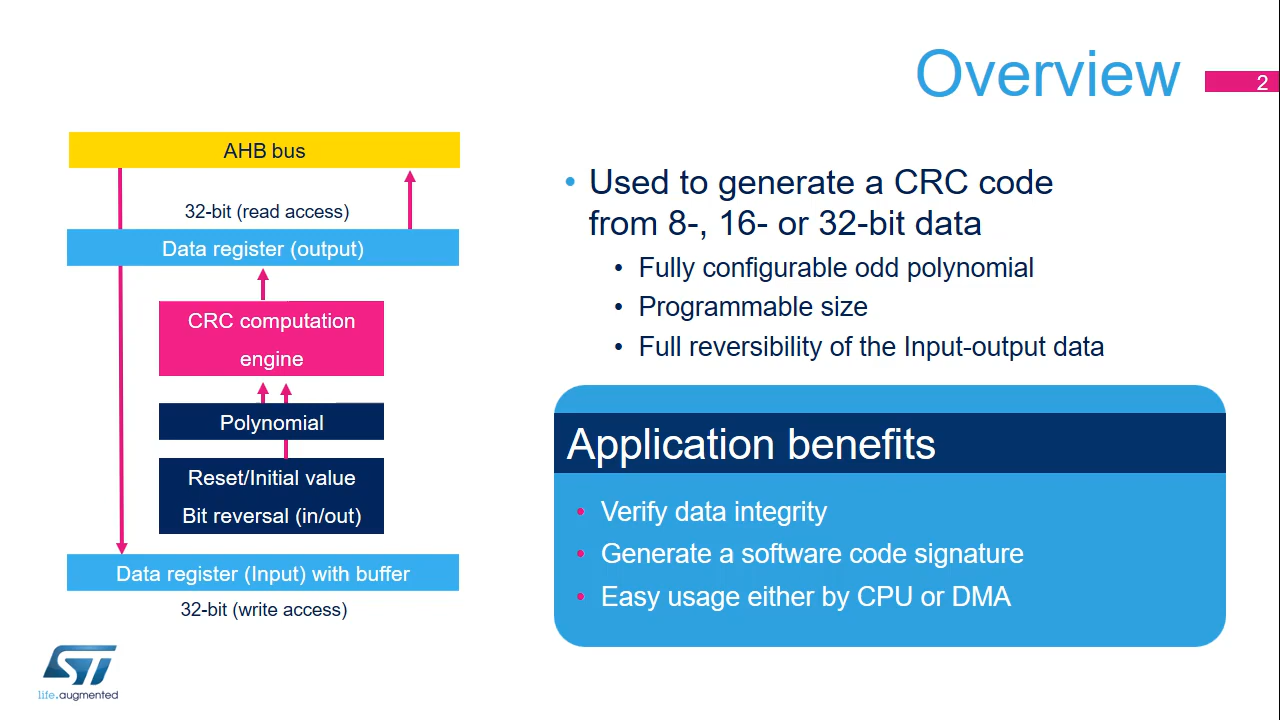 Overview
2
AHB bus
32-bit (read access)
Data register (output)
CRC computation
engine
Polynomial
Reset/Initial value
Bit reversal (in/out)
Data register (Input) with buffer
32-bit (write access)
• Used to generate a CRC code
from 8-, 16- or 32-bit data
• Fully configurable odd polynomial
• Programmable size
• Full reversibility of the Input-output data
Application benefits
• Verify data integrity
• Generate a software code signature
• Easy usage either by CPU or DMA
ST
life.augmented